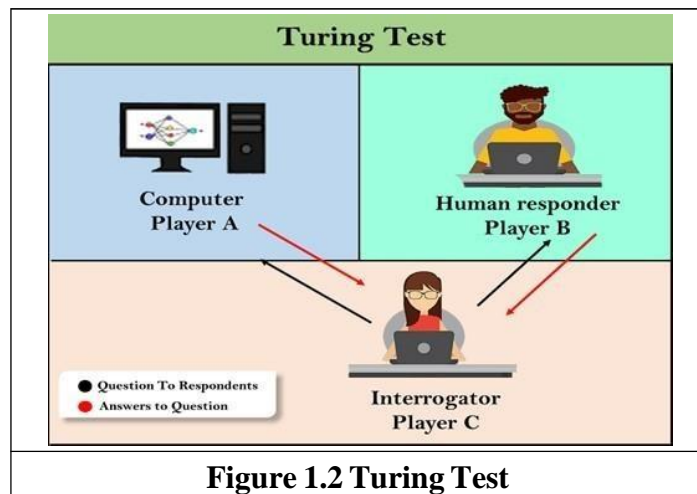 Turing Test
Computer
Player A
Human responder
Player B
Question To Respondents
Answers to Question
Interrogator
Player C
Figure 1.2 Turing Test